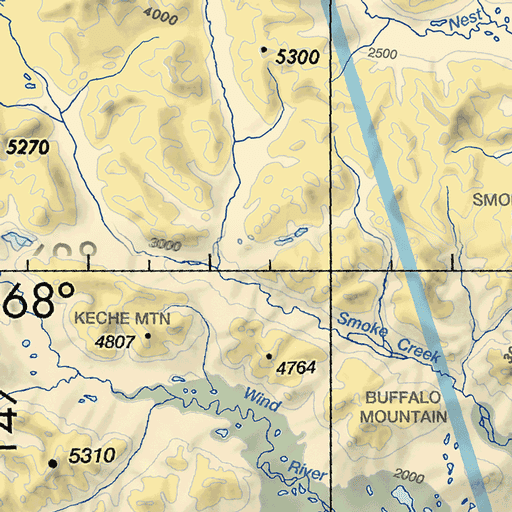 4000
Nest
5300
2500
5270
3000
68°
KECHE MTN
4807
Smoke Creek
4764
Wind
BUFFALO
MOUNTAIN
147
5310
River
2000